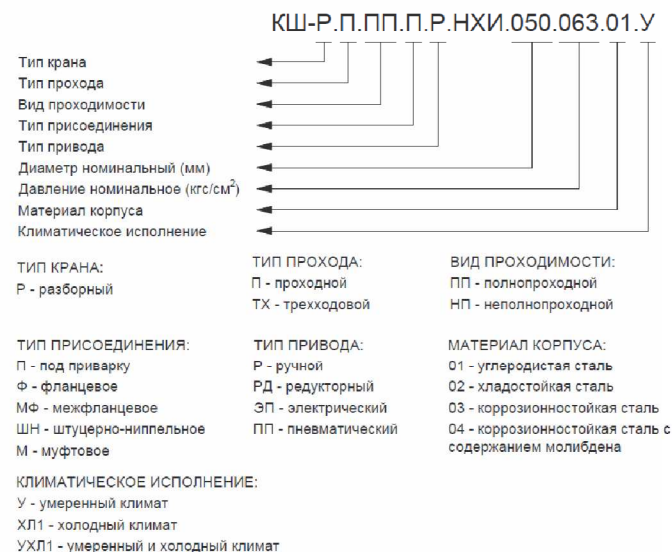 КШ-Р.П.ПП.П.Р.НХИ.050.063.01.У
Тип крана
Тип прохода
Вид проходимости
Тип присоединения
Тип привода
Диаметр номинальный (мм)
Давление номинальное (кгс/см²)
Материал корпуса
Климатическое исполнение
ТИП КРАНА:
Р - разборный
ТИП ПРОХОДА:
П - проходной
ТХ - трехходовой
ВИД ПРОХОДИМОСТИ:
ПП - полнопроходной
НП - неполнопроходной
ТИП ПРИСОЕДИНЕНИЯ:
П - под приварку
Ф - фланцевое
МФ - межфланцевое
ШН - штуцерно-ниппельное
М - муфтовое
ТИП ПРИВОДА:
Р - ручной
РД - редукторный
ЭП - электрический
ПП - пневматический
МАТЕРИАЛ КОРПУСА:
01 - углеродистая сталь
02 - хладостойкая сталь
03 - коррозионностойкая сталь
04 - коррозионностойкая сталь с
содержанием молибдена
КЛИМАТИЧЕСКОЕ ИСПОЛНЕНИЕ:
У - умеренный климат
ХЛ1 - холодный климат
УХЛ1 - умеренный и холодный климат